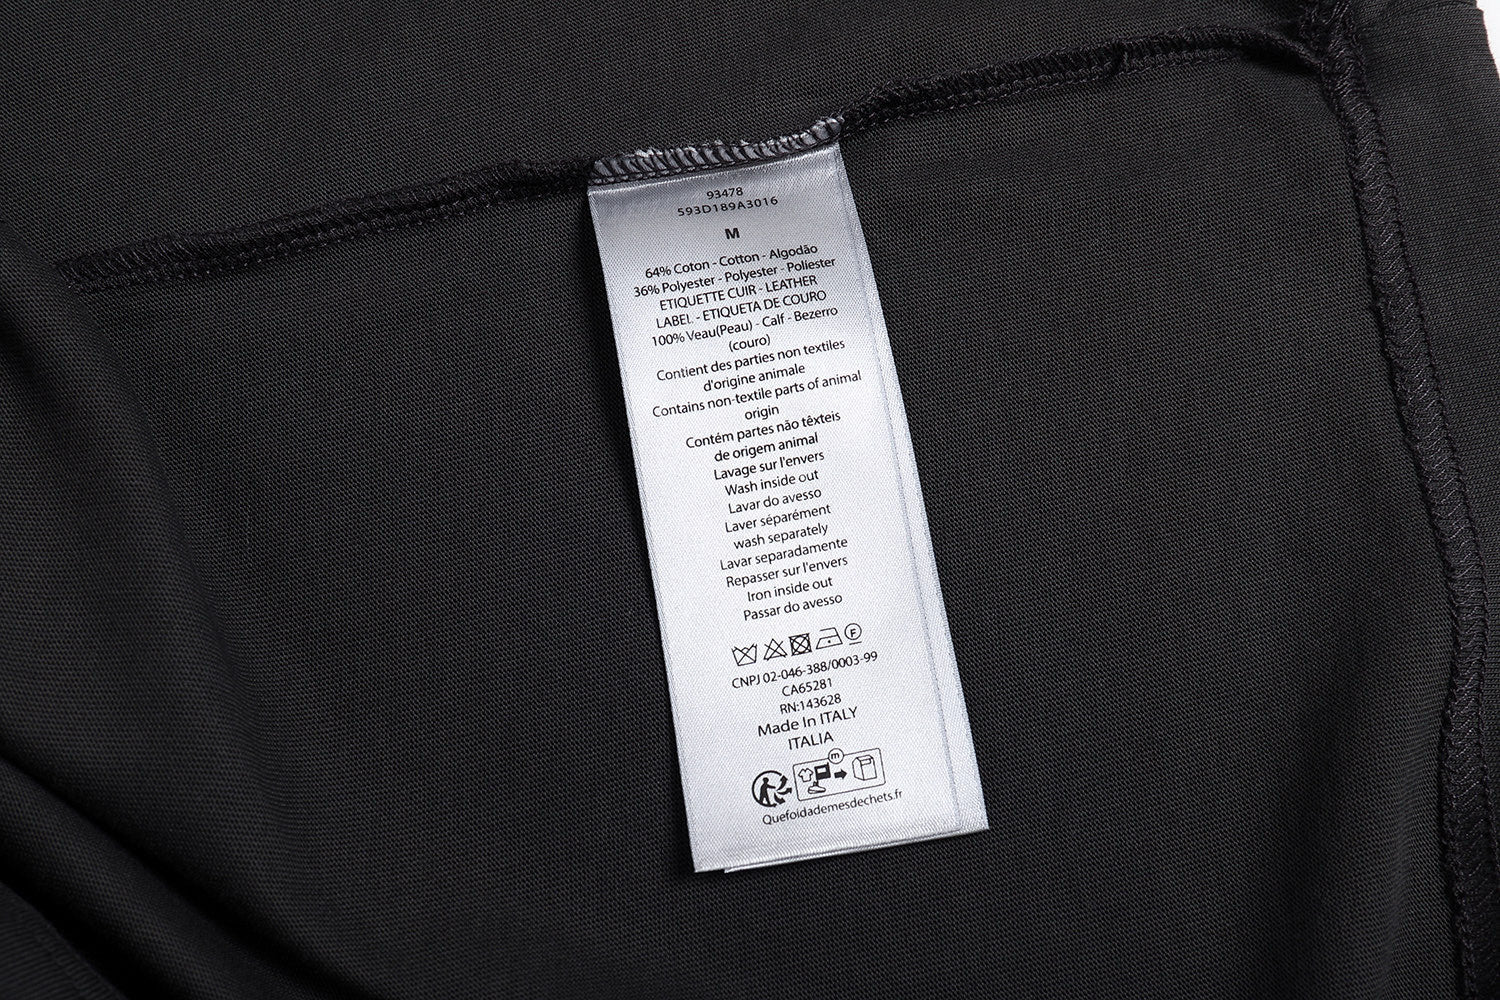 93478
593D189A3016
M
64% Coton - Cotton - Algodão
36% Polyester - Polyester - Poliester
ETIQUETTE CUIR - LEATHER
LABEL - ETIQUETA DE COURO
100% Veau(Peau) - Calf - Bezerro
(couro)
Contient des parties non textiles
d'origine animale
Contains non-textile parts of animal
origin
Contém partes não têxteis
de origem animal
Lavage sur l'envers
Wash inside out
Lavar do avesso
Laver séparément
wash separately
Lavar separadamente
Repasser sur l'envers
Iron inside out
Passar do avesso
F
CNPJ 02-046-388/0003-99
CA65281
RN:143628
Made In ITALY
ITALIA
m
Quefoidademesdechets.fr